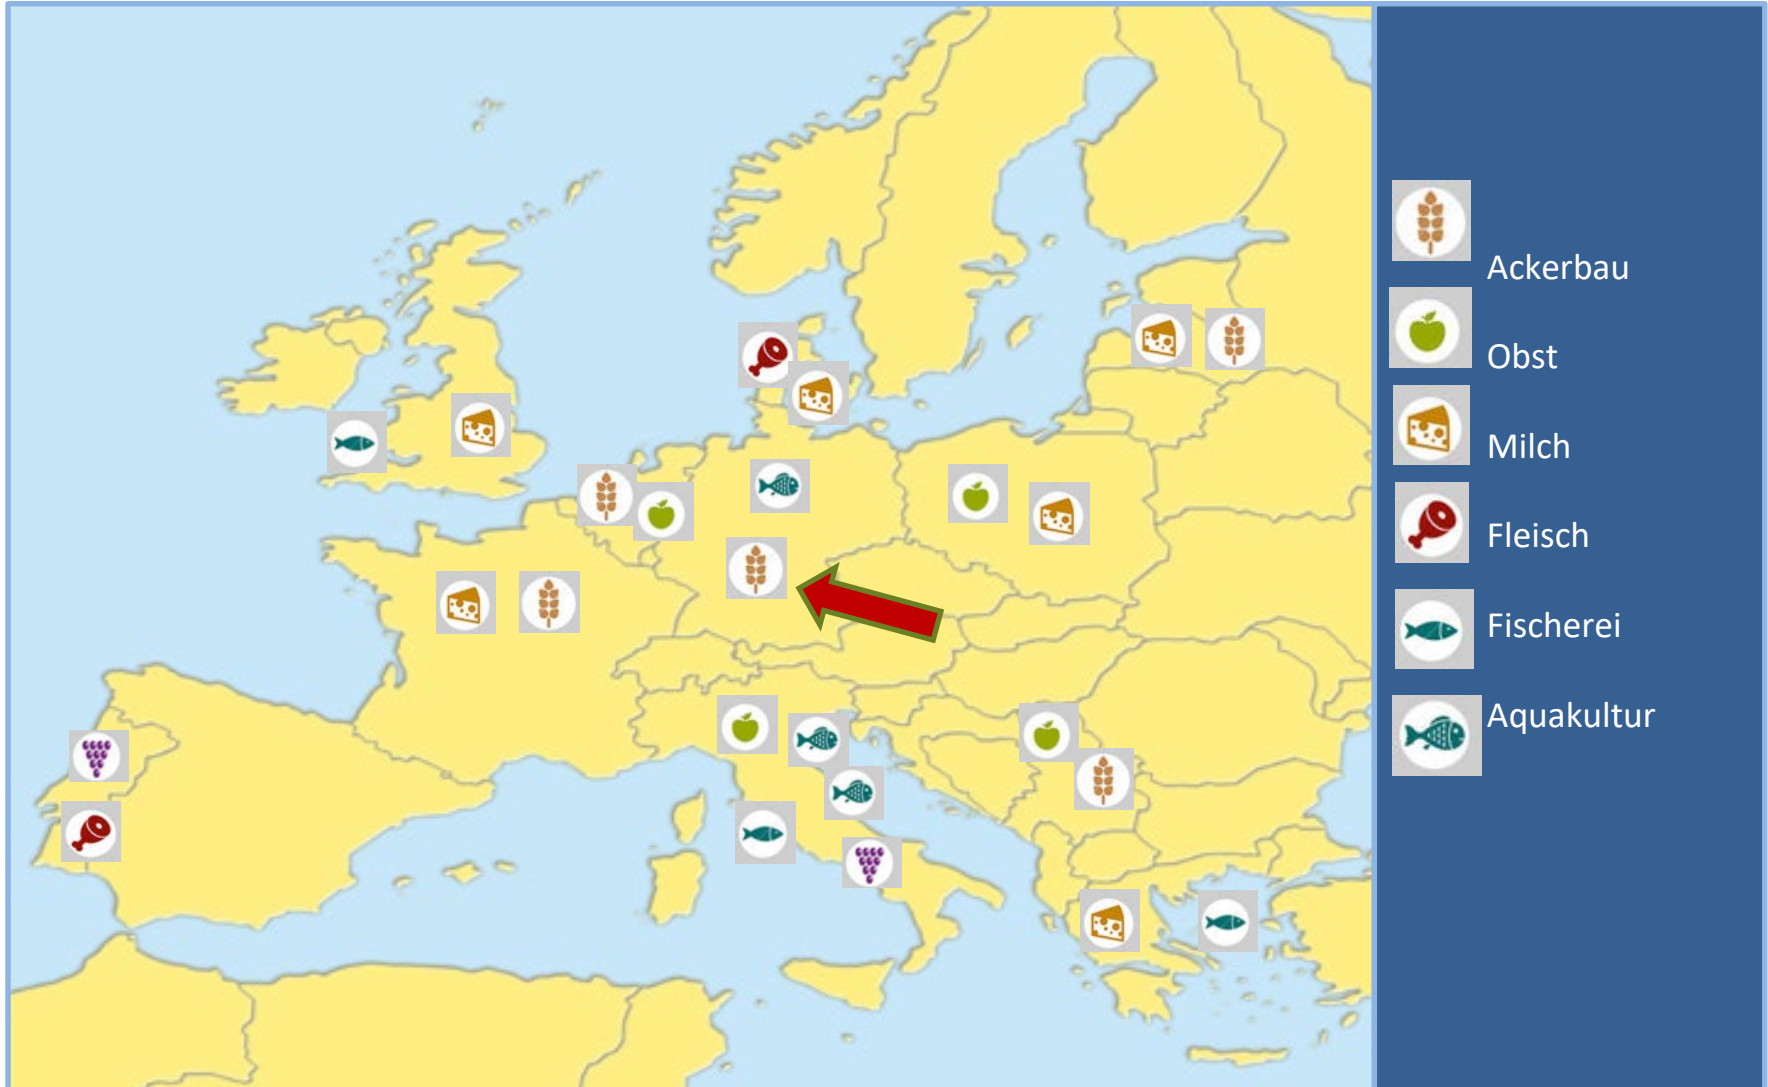 Ackerbau
Obst
Milch
Fleisch
Fischerei
Aquakultur